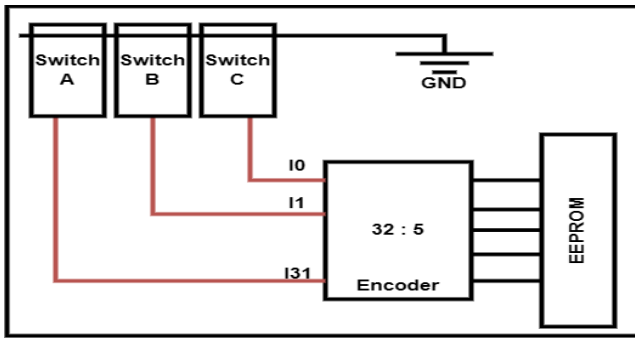 Switch
A
Switch
B
Switch
C
GND
I0
I1
I31
32 : 5
Encoder
EEPROM